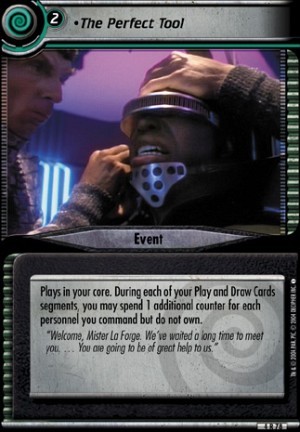 2
•The Perfect Tool
Event
Plays in your core. During each of your Play and Draw Cards
segments, you may spend 1 additional counter for each
personnel you command but do not own.
"Welcome, Mister La Forge. We've waited a long time to meet
you. ... You are going to be of great help to us."
6 R 76